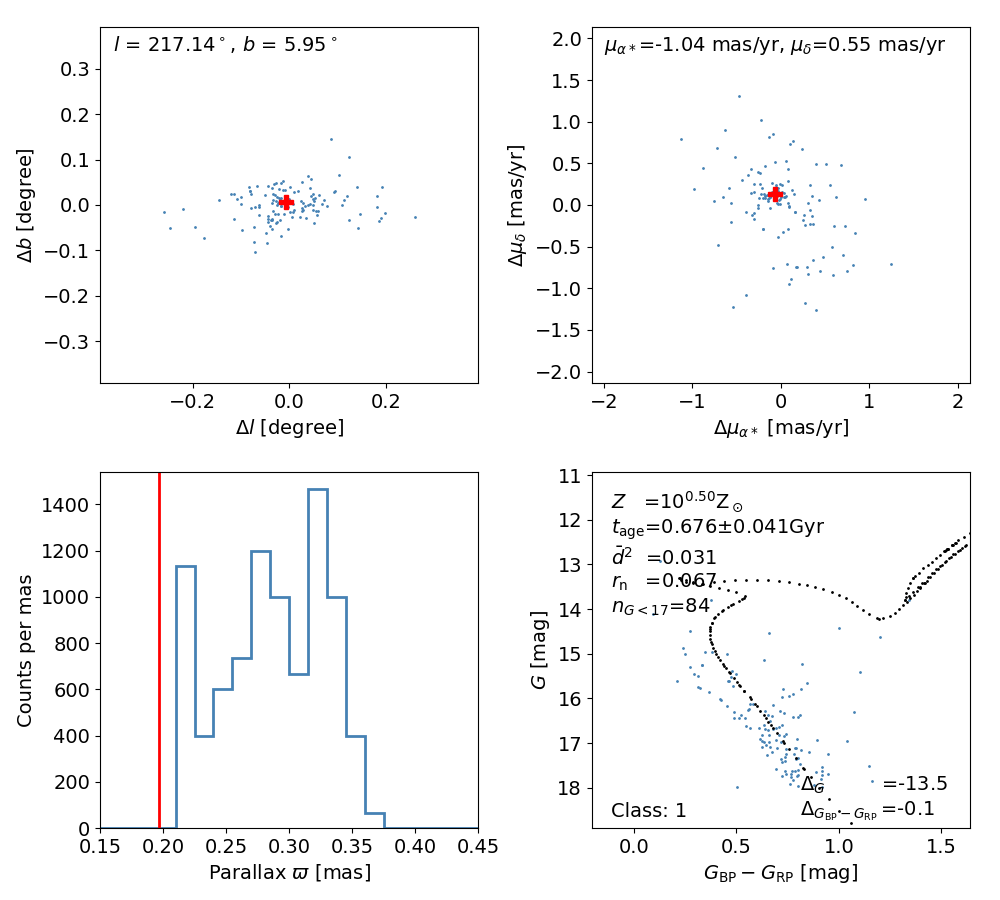 l = 217.14°, b = 5.95°
0.3
0.2
0.1
0.0
−0.1
−0.2
−0.3
Δb [degree]
−0.2
0.0
0.2
Δl [degree]
μα*=-1.04 mas/yr, μδ=0.55 mas/yr
2.0
1.5
1.0
0.5
0.0
−0.5
−1.0
−1.5
−2.0
Δμδ [mas/yr]
−2
−1
0
1
2
Δμα* [mas/yr]
1400
1200
1000
800
600
400
200
0
Counts per mas
0.15
0.20
0.25
0.30
0.35
0.40
0.45
Parallax ϖ [mas]
11
12
13
14
15
16
17
18
G [mag]
Z =10^0.50 Z⊙
t_age=0.676±0.041Gyr
d̄² =0.031
r_n =0.067
n_G<17=84
Δ_G =-13.5
Class: 1
Δ_G_BP−G_RP =-0.1
0.0
0.5
1.0
1.5
G_BP − G_RP [mag]